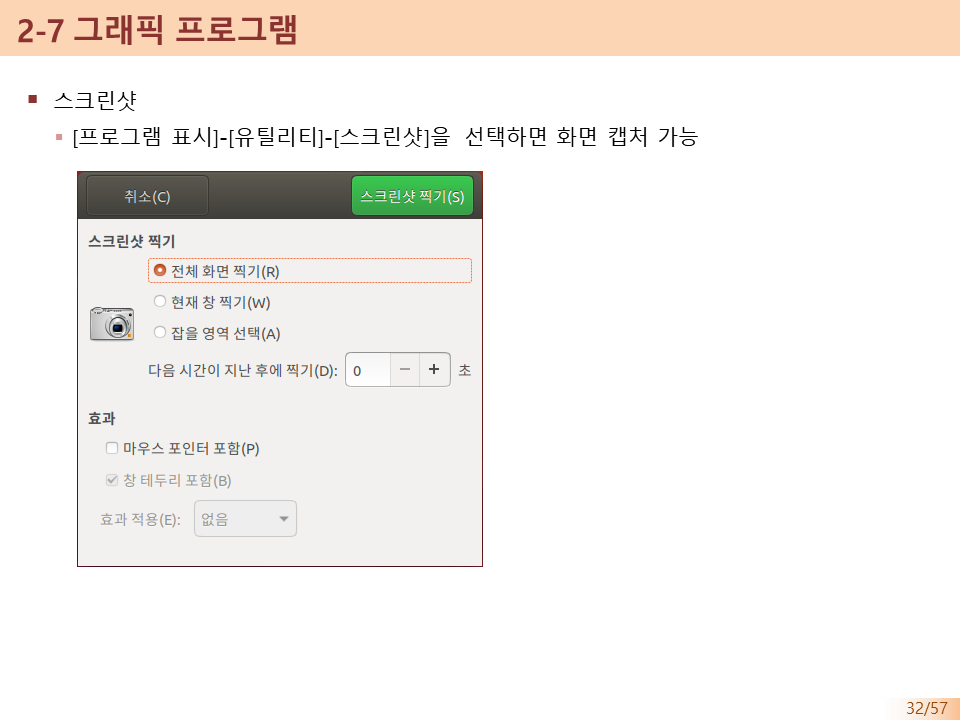 2-7 그래픽 프로그램
스크린샷
[프로그램 표시]-[유틸리티]-[스크린샷]을 선택하면 화면 캡처 가능
취소(C)
스크린샷 찍기(S)
스크린샷 찍기
전체 화면 찍기(R)
현재 창 찍기(W)
잡을 영역 선택(A)
다음 시간이 지난 후에 찍기(D): 0 − + 초
효과
마우스 포인터 포함(P)
창 테두리 포함(B)
효과 적용(E): 없음
32/57